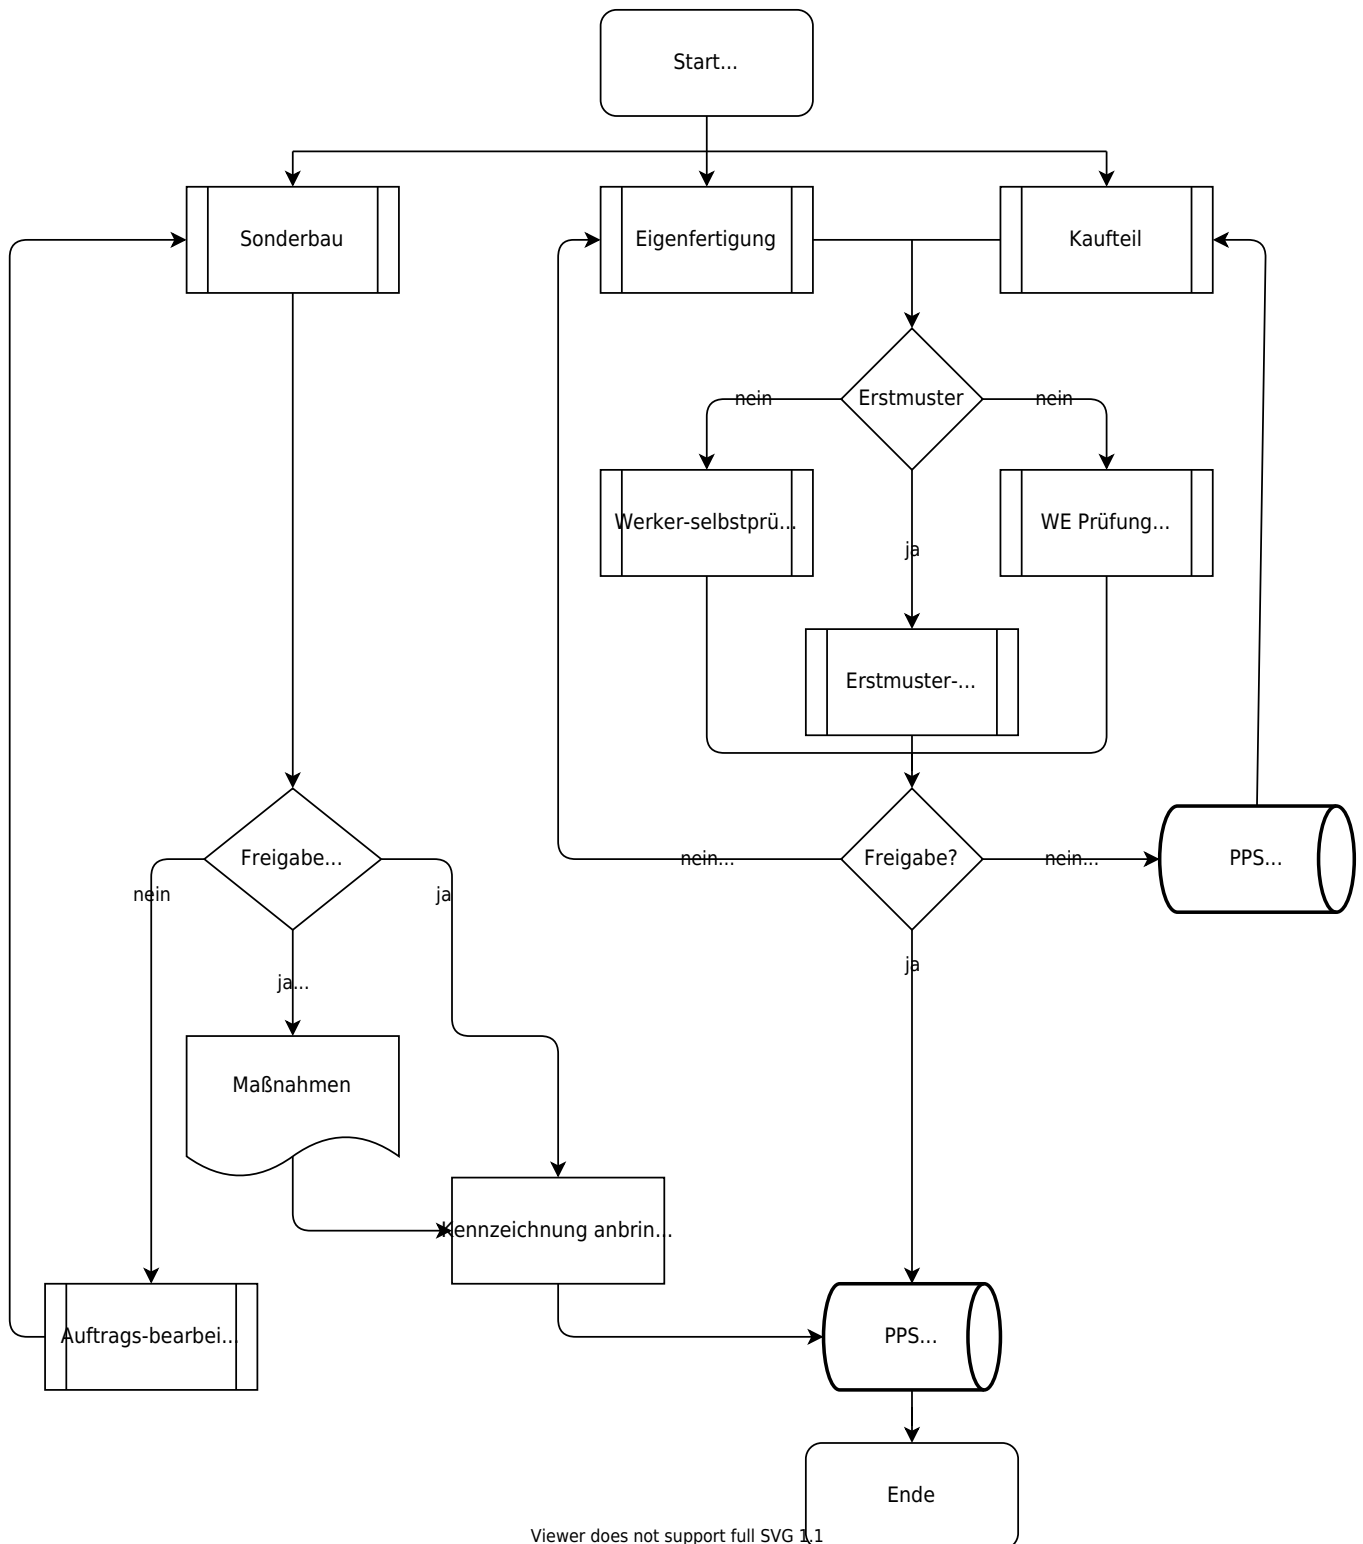 Start...
Sonderbau
Eigenfertigung
Kaufteil
nein
Erstmuster
nein
Werker-selbstprü...
WE Prüfung...
ja
Erstmuster-...
Freigabe...
nein...
Freigabe?
nein...
PPS...
nein
ja
ja
ja...
Maßnahmen
Kennzeichnung anbrin...
Auftrags-bearbei...
PPS...
Ende
Viewer does not support full SVG 1.1